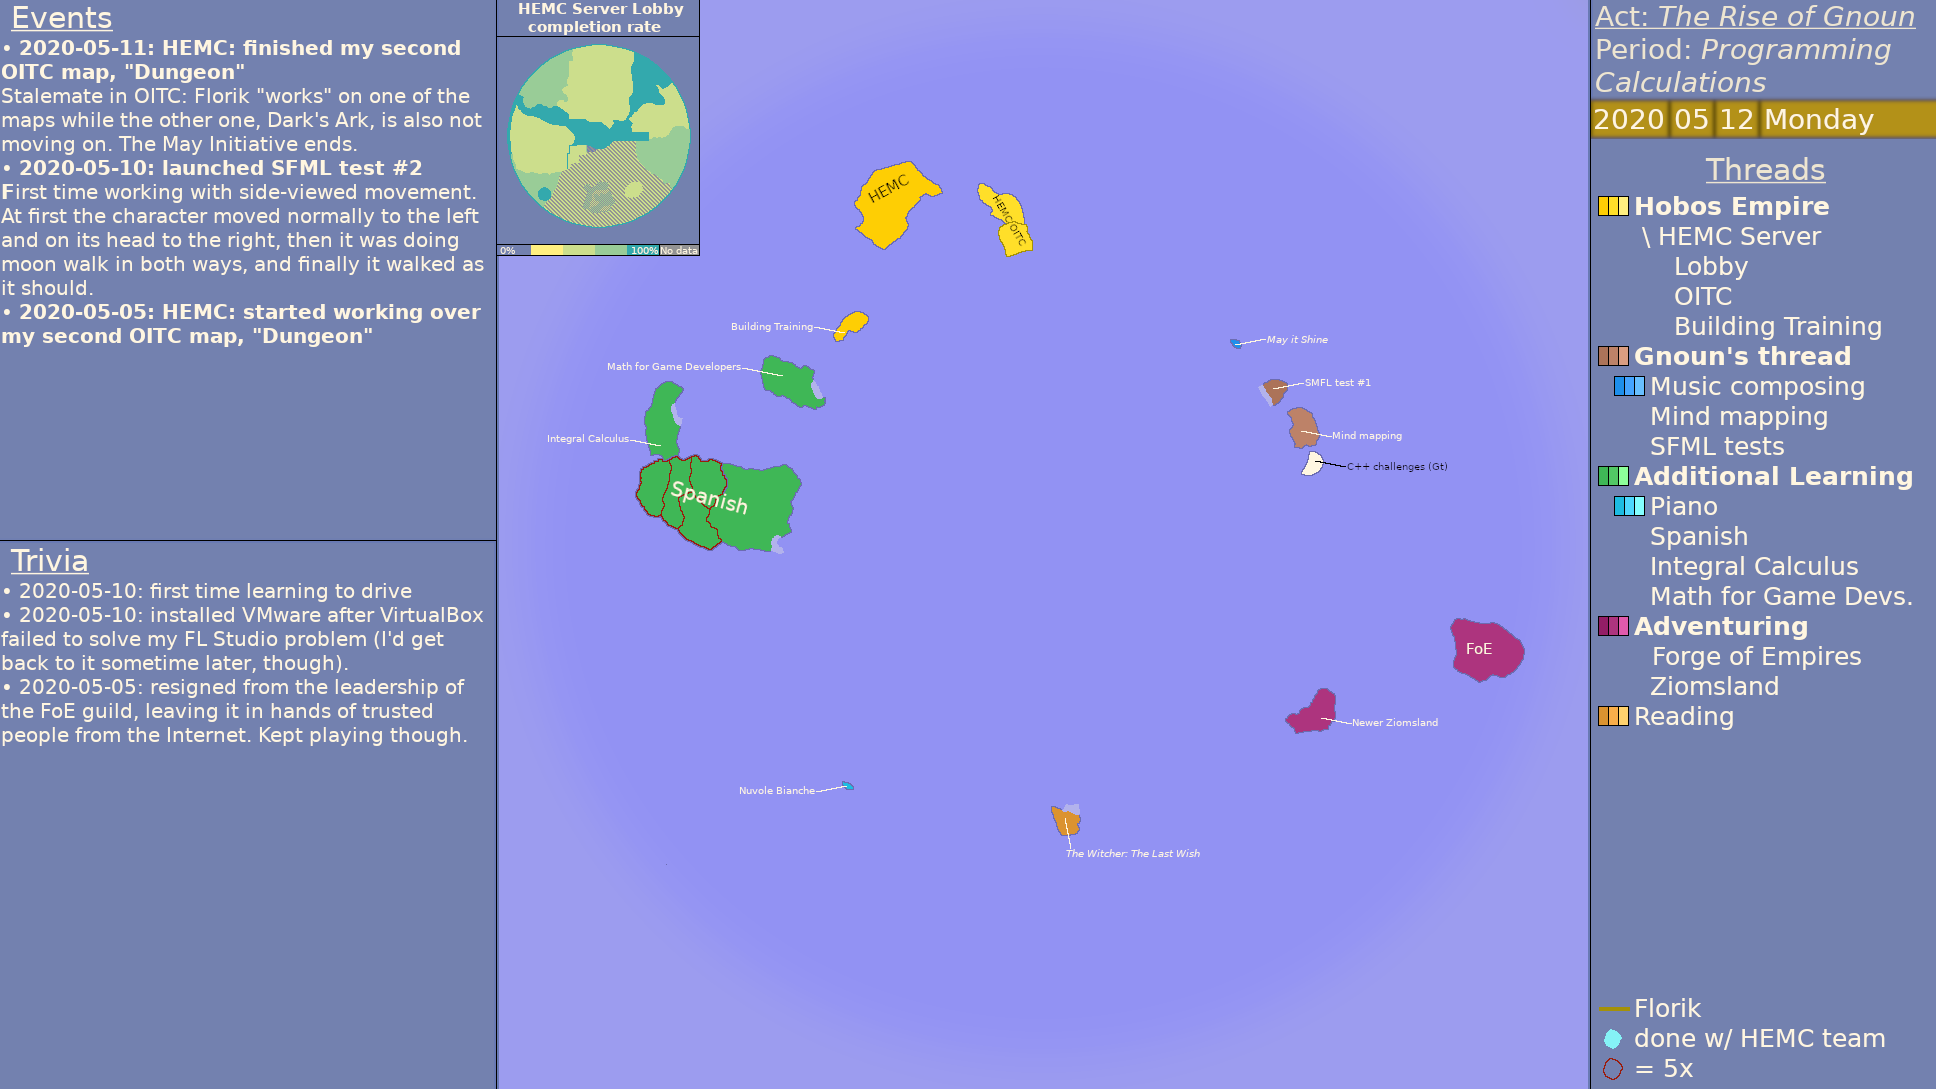 Events
• 2020-05-11: HEMC: finished my second
OITC map, "Dungeon"
Stalemate in OITC: Florik "works" on one of the
maps while the other one, Dark's Ark, is also not
moving on. The May Initiative ends.
• 2020-05-10: launched SFML test #2
First time working with side-viewed movement.
At first the character moved normally to the left
and on its head to the right, then it was doing
moon walk in both ways, and finally it walked as
it should.
• 2020-05-05: HEMC: started working over
my second OITC map, "Dungeon"
Trivia
• 2020-05-10: first time learning to drive
• 2020-05-10: installed VMware after VirtualBox
failed to solve my FL Studio problem (I'd get
back to it sometime later, though).
• 2020-05-05: resigned from the leadership of
the FoE guild, leaving it in hands of trusted
people from the Internet. Kept playing though.
HEMC Server Lobby
completion rate
0% 100% No data
HEMC
HEMC
OITC
Building Training
Math for Game Developers
Integral Calculus
Spanish
May it Shine
SMFL test #1
Mind mapping
C++ challenges (Gt)
FoE
Newer Ziomsland
Nuvole Bianche
The Witcher: The Last Wish
Act: The Rise of Gnoun
Period: Programming
Calculations
2020 05 12 Monday
Threads
Hobos Empire
\ HEMC Server
Lobby
OITC
Building Training
Gnoun's thread
Music composing
Mind mapping
SFML tests
Additional Learning
Piano
Spanish
Integral Calculus
Math for Game Devs.
Adventuring
Forge of Empires
Ziomsland
Reading
Florik
done w/ HEMC team
= 5x